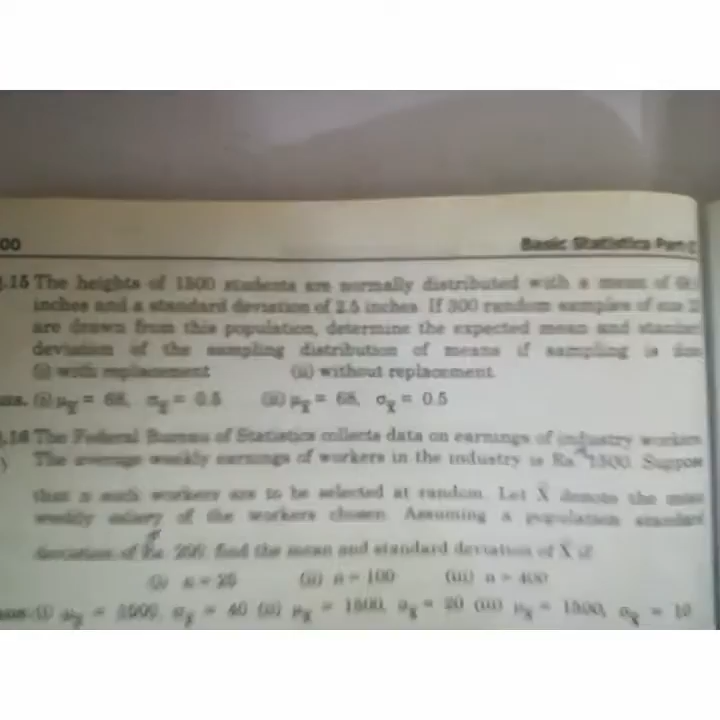 00
Basic Statistics Part
.15 The heights of 1500 students are normally distributed with a mean of
inches and a standard deviation of 2.5 inches. If 300 random samples of size
are drawn from this population, determine the expected mean and
deviation of the sampling distribution of means if sampling is
(i) with replacement (ii) without replacement
(i) μx̄ = 68, σx̄ = 0.5 (ii) μx̄ = 68, σx̄ = 0.5
.16 The Federal Bureau of Statistics collects data on earnings of industry workers
The average weekly earnings of workers in the industry is Rs 1500. Suppose
that n such workers are to be selected at random. Let X̄ denote the mean
weekly salary of the workers chosen. Assuming a population standard
deviation of Rs 200 find the mean and standard deviation of X̄ if
(i) n = 25 (ii) n = 100 (iii) n = 400
(i) μx̄ = 1500, σx̄ = 40 (ii) μx̄ = 1500, σx̄ = 20 (iii) μx̄ = 1500, σx̄ = 10